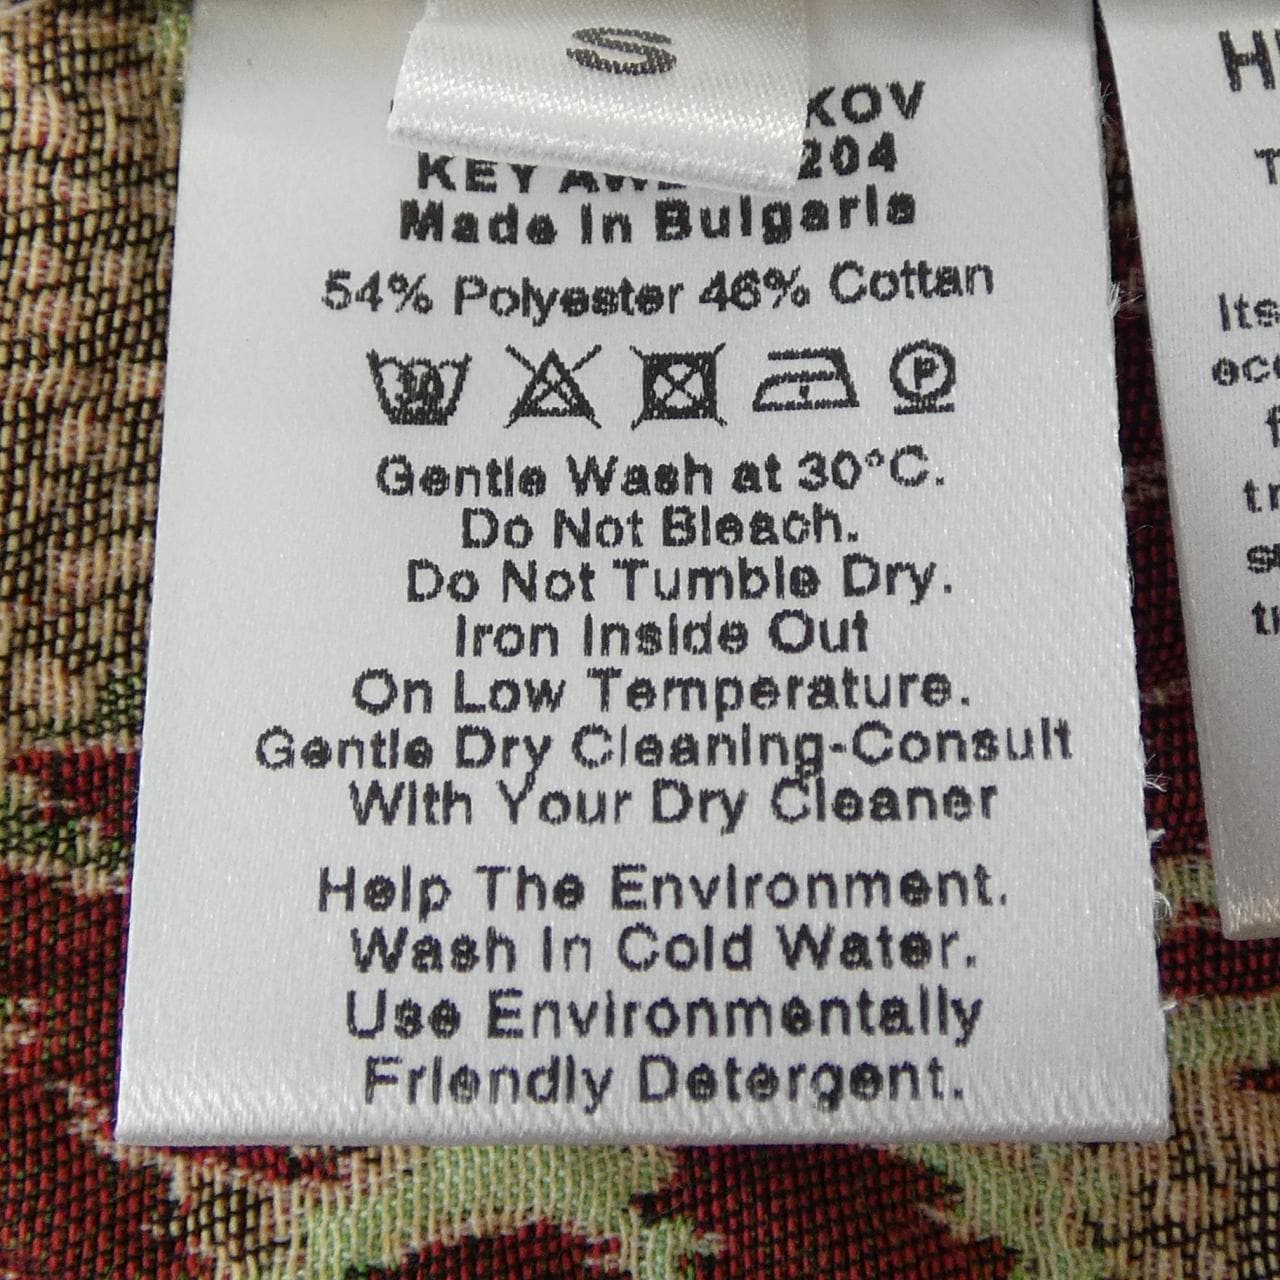 KOV
KEY 204
Made In Bulgaria
54% Polyester 46% Cottan
30
P
Gentle Wash at 30°C.
Do Not Bleach.
Do Not Tumble Dry.
Iron Inside Out
On Low Temperature.
Gentle Dry Cleaning-Consult
With Your Dry Cleaner
Help The Environment.
Wash In Cold Water.
Use Environmentally
Friendly Detergent.